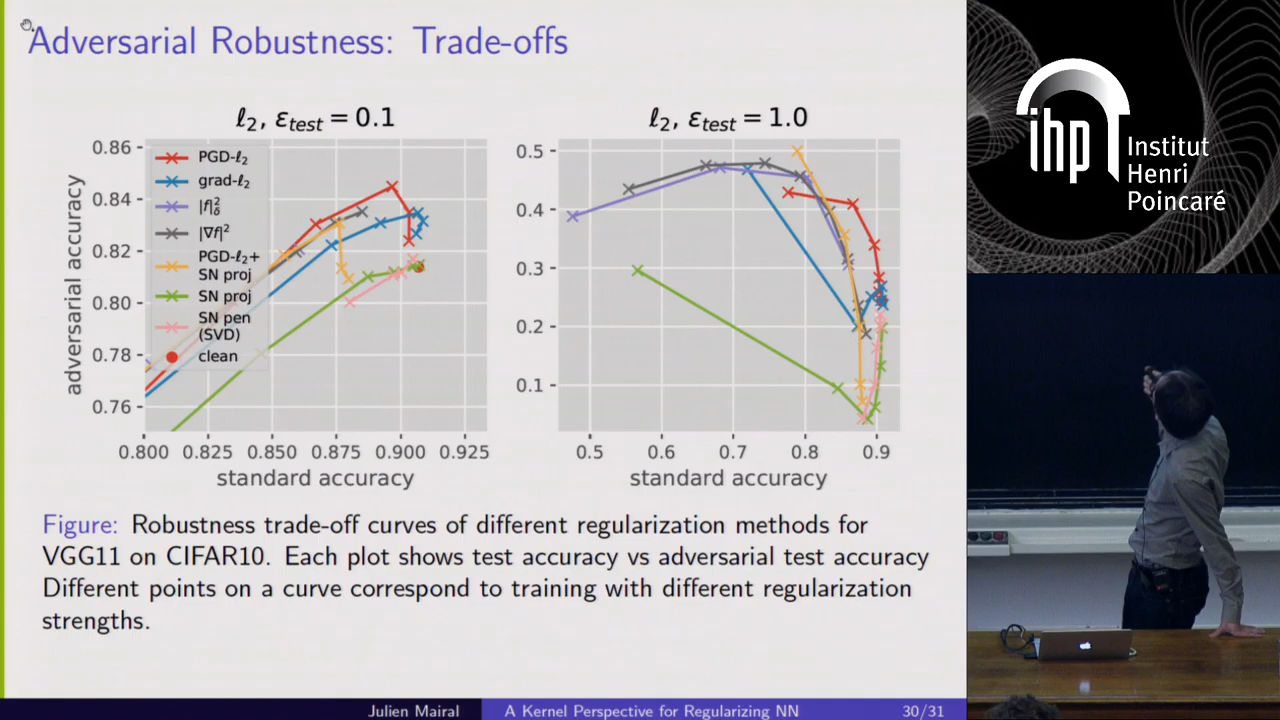 Adversarial Robustness: Trade-offs
ℓ₂, ε_test = 0.1
0.86
0.84
0.82
0.80
0.78
0.76
adversarial accuracy
PGD-ℓ₂
grad-ℓ₂
|f|²_δ
|∇f|²
PGD-ℓ₂+
SN proj
SN proj
SN pen
(SVD)
clean
0.800 0.825 0.850 0.875 0.900 0.925
standard accuracy
ℓ₂, ε_test = 1.0
0.5
0.4
0.3
0.2
0.1
0.5 0.6 0.7 0.8 0.9
standard accuracy
Figure: Robustness trade-off curves of different regularization methods for
VGG11 on CIFAR10. Each plot shows test accuracy vs adversarial test accuracy
Different points on a curve correspond to training with different regularization
strengths.
Julien Mairal A Kernel Perspective for Regularizing NN 30/31
ihp
Institut
Henri
Poincaré